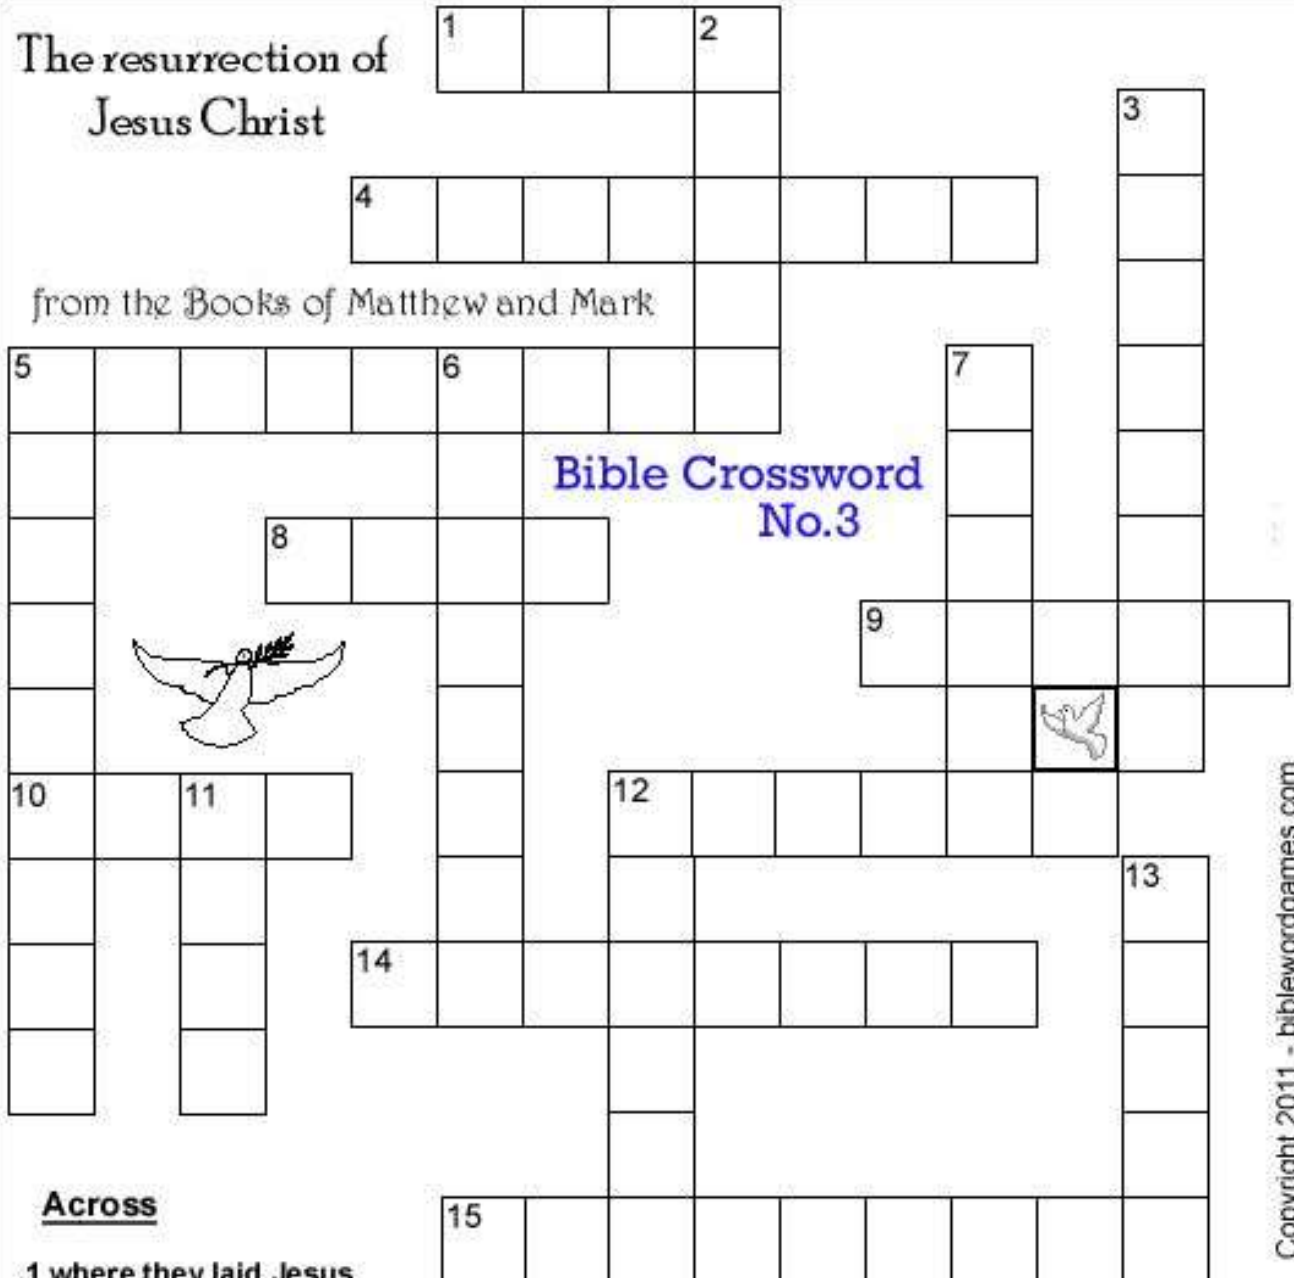 The resurrection of
Jesus Christ
1
2
3
4
from the Books of Matthew and Mark
5
6
7
Bible Crossword
No.3
8
9
10
11
12
13
14
15
Across
1 where they laid Jesus
Copyright 2011 - biblewordgames.com